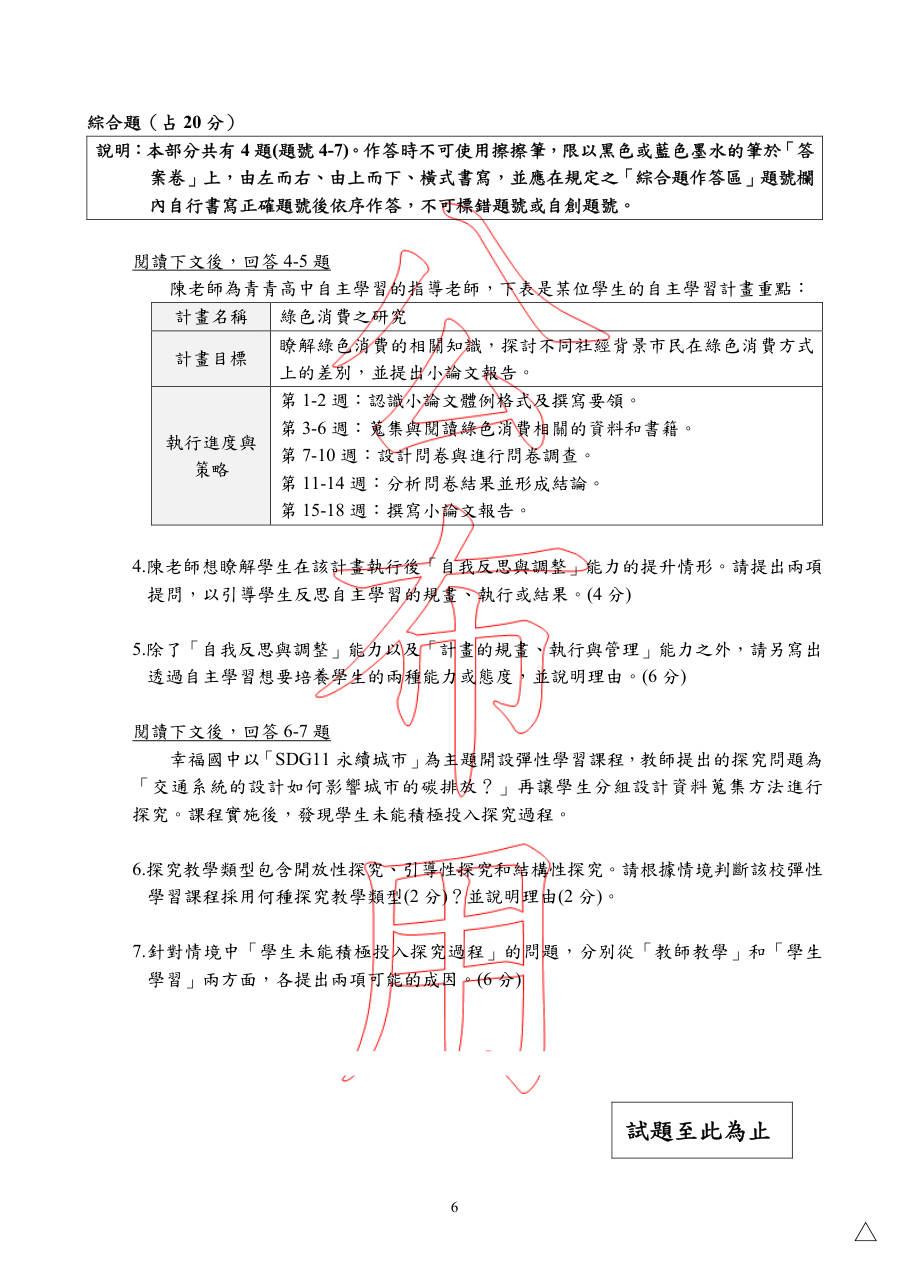 綜合題（占 20 分）
說明：本部分共有 4 題(題號 4-7)。作答時不可使用擦擦筆，限以黑色或藍色墨水的筆於「答
案卷」上，由左而右、由上而下、橫式書寫，並應在規定之「綜合題作答區」題號欄
內自行書寫正確題號後依序作答，不可標錯題號或自創題號。
閱讀下文後，回答 4-5 題
陳老師為青青高中自主學習的指導老師，下表是某位學生的自主學習計畫重點：
計畫名稱 綠色消費之研究
計畫目標 瞭解綠色消費的相關知識，探討不同社經背景市民在綠色消費方式
上的差別，並提出小論文報告。
執行進度與
策略
第 1-2 週：認識小論文體例格式及撰寫要領。
第 3-6 週：蒐集與閱讀綠色消費相關的資料和書籍。
第 7-10 週：設計問卷與進行問卷調查。
第 11-14 週：分析問卷結果並形成結論。
第 15-18 週：撰寫小論文報告。
4.陳老師想瞭解學生在該計畫執行後「自我反思與調整」能力的提升情形。請提出兩項
提問，以引導學生反思自主學習的規畫、執行或結果。(4 分)
5.除了「自我反思與調整」能力以及「計畫的規畫、執行與管理」能力之外，請另寫出
透過自主學習想要培養學生的兩種能力或態度，並說明理由。(6 分)
閱讀下文後，回答 6-7 題
幸福國中以「SDG11 永續城市」為主題開設彈性學習課程，教師提出的探究問題為
「交通系統的設計如何影響城市的碳排放？」再讓學生分組設計資料蒐集方法進行
探究。課程實施後，發現學生未能積極投入探究過程。
6.探究教學類型包含開放性探究、引導性探究和結構性探究。請根據情境判斷該校彈性
學習課程採用何種探究教學類型(2 分)？並說明理由(2 分)。
7.針對情境中「學生未能積極投入探究過程」的問題，分別從「教師教學」和「學生
學習」兩方面，各提出兩項可能的成因。(6 分)
公布用
試題至此為止
6